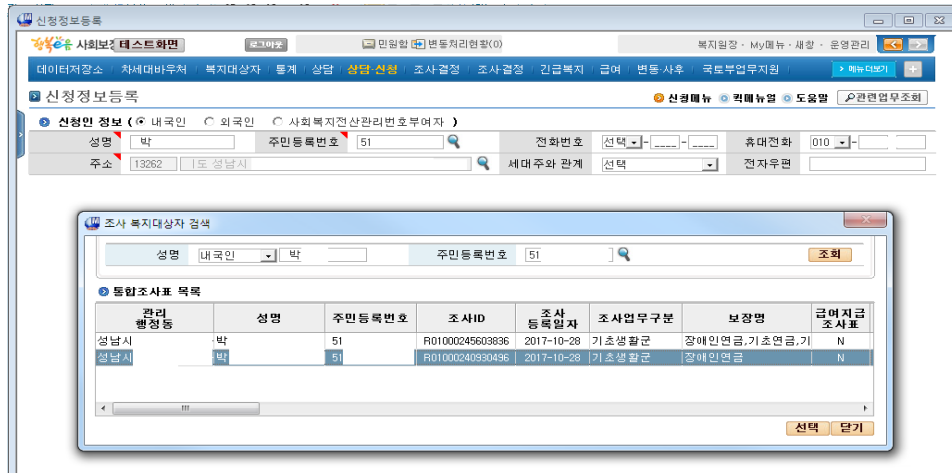 신청정보등록
행복e음 사회보장 테스트화면 로그아웃 민원함 변동처리현황(0) 복지일정 · My메뉴 · 새창 · 운영관리
데이터저장소 차세대바우처 복지대상자 통계 상담 상담·신청 조사결정 조사결정 긴급복지 급여 변동·사후 국토부업무지원 > 메뉴더보기 +
신청정보등록 신청메뉴 퀵메뉴열 도움말 관련업무조회
신청인 정보 ( 내국인 외국인 사회복지전산관리번호부여자 )
성명 박 주민등록번호 51 전화번호 선택 - ____ - ____ 휴대전화 010 -
주소 13262 도 성남시 세대주와 관계 선택 전자우편
조사 복지대상자 검색
성명 내국인 박 주민등록번호 51 조회
통합조사표 목록
관리 행정동 성명 주민등록번호 조사ID 조사 등록일자 조사업무구분 보장명 급여지급 조사표
성남시 박 51 R01000245603836 2017-10-28 기초생활군 장애인연금,기초연금,기 N
성남시 박 51 R01000240930496 2017-10-28 기초생활군 장애인연금 N
선택 닫기